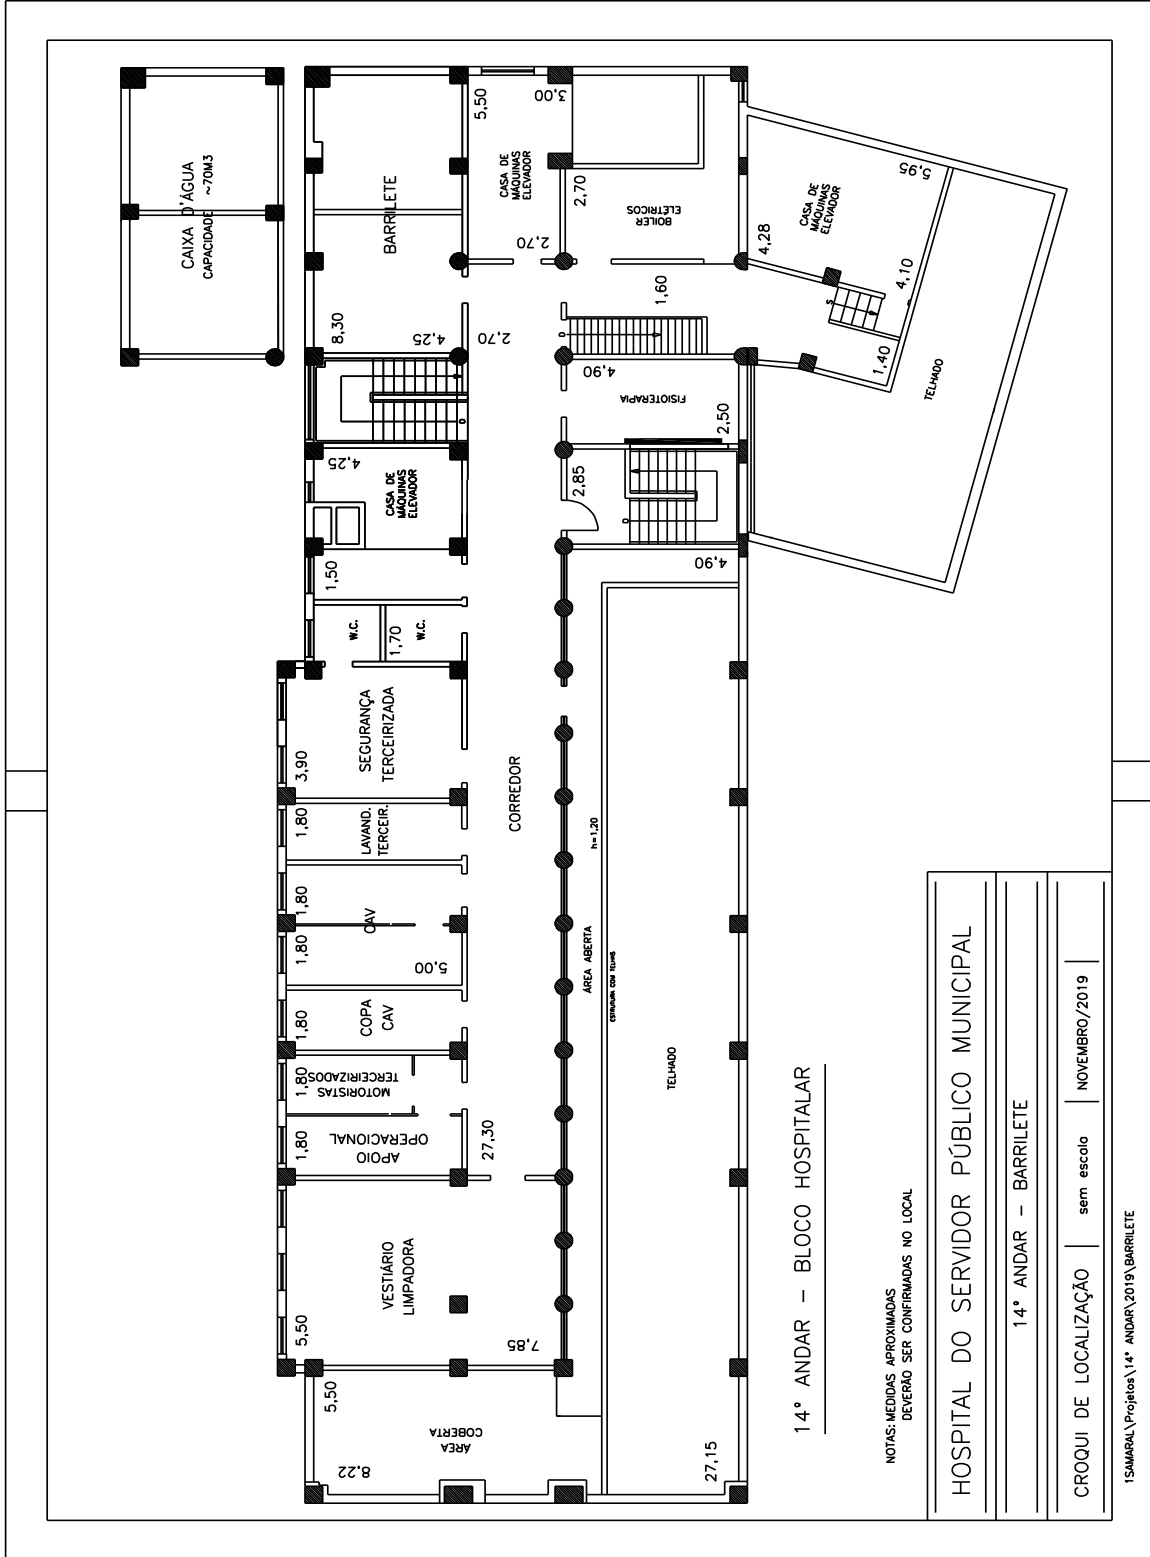 CAIXA D'ÁGUA
CAPACIDADE ~70M3
BARRILETE
8,30
4,25
5,50
3,00
CASA DE
MÁQUINAS
ELEVADOR
2,70
2,70
2,70
BOILER
ELÉTRICOS
1,60
D
4,28
CASA DE
MÁQUINAS
ELEVADOR
5,95
4,10
S
D
1,40
TELHADO
4,90
FISIOTERAPIA
2,50
2,85
D
4,90
D
4,25
CASA DE
MÁQUINAS
ELEVADOR
1,50
W.C.
1,70
W.C.
SEGURANÇA
TERCEIRIZADA
3,90
1,80
LAVAND.
TERCEIR.
1,80
CAV
1,80
5,00
1,80
COPA
CAV
1,80
MOTORISTAS
TERCEIRIZADOS
1,80
APOIO
OPERACIONAL
27,30
CORREDOR
VESTIÁRIO
LIMPADORA
5,50
7,85
5,50
ÁREA
COBERTA
8,22
27,15
h=1,20
ÁREA ABERTA
ESTRUTURA COM TELHAS
TELHADO
14° ANDAR – BLOCO HOSPITALAR
NOTAS: MEDIDAS APROXIMADAS
DEVERÃO SER CONFIRMADAS NO LOCAL
HOSPITAL DO SERVIDOR PÚBLICO MUNICIPAL
14° ANDAR – BARRILETE
CROQUI DE LOCALIZAÇÃO
sem escala
NOVEMBRO/2019
1SAMARAL\Projetos\14° ANDAR\2019\BARRILETE